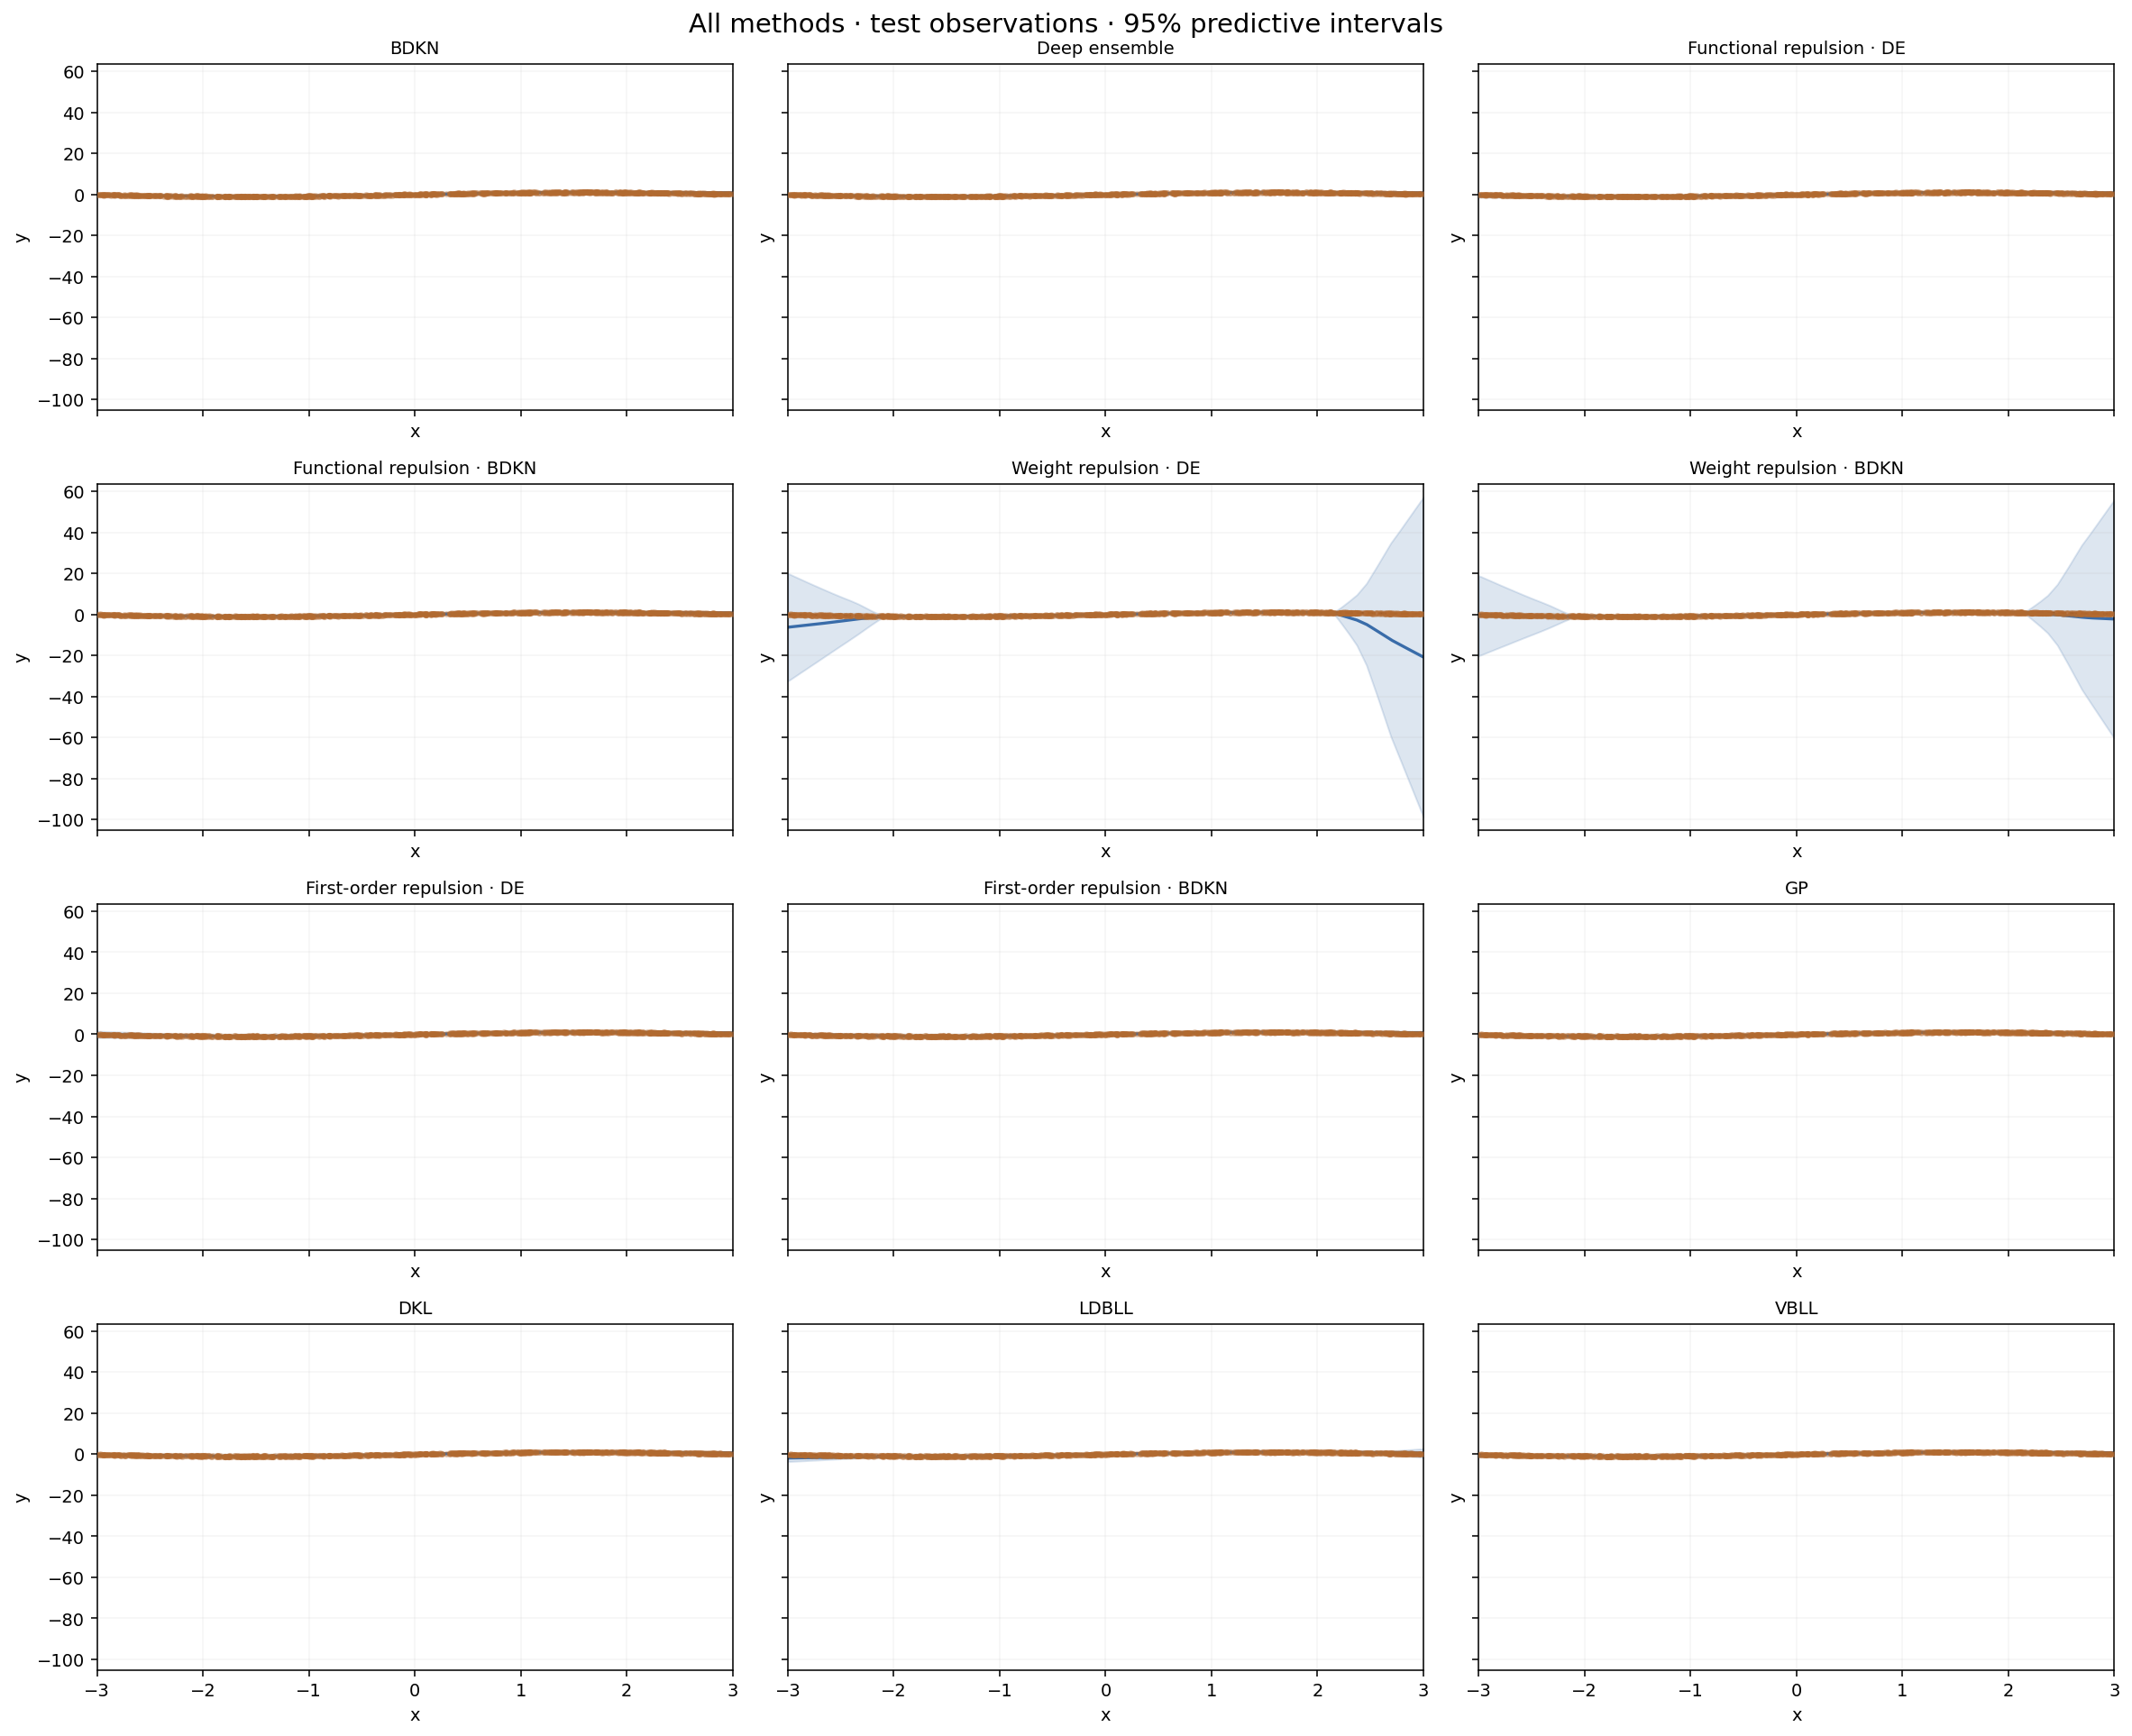 All methods · test observations · 95% predictive intervals
BDKN
Deep ensemble
Functional repulsion · DE
60
40
20
0
−20
−40
−60
−80
−100
y
y
y
x
x
x
Functional repulsion · BDKN
Weight repulsion · DE
Weight repulsion · BDKN
60
40
20
0
−20
−40
−60
−80
−100
y
y
y
x
x
x
First-order repulsion · DE
First-order repulsion · BDKN
GP
60
40
20
0
−20
−40
−60
−80
−100
y
y
y
x
x
x
DKL
LDBLL
VBLL
60
40
20
0
−20
−40
−60
−80
−100
y
y
y
−3 −2 −1 0 1 2 3
−3 −2 −1 0 1 2 3
−3 −2 −1 0 1 2 3
x
x
x